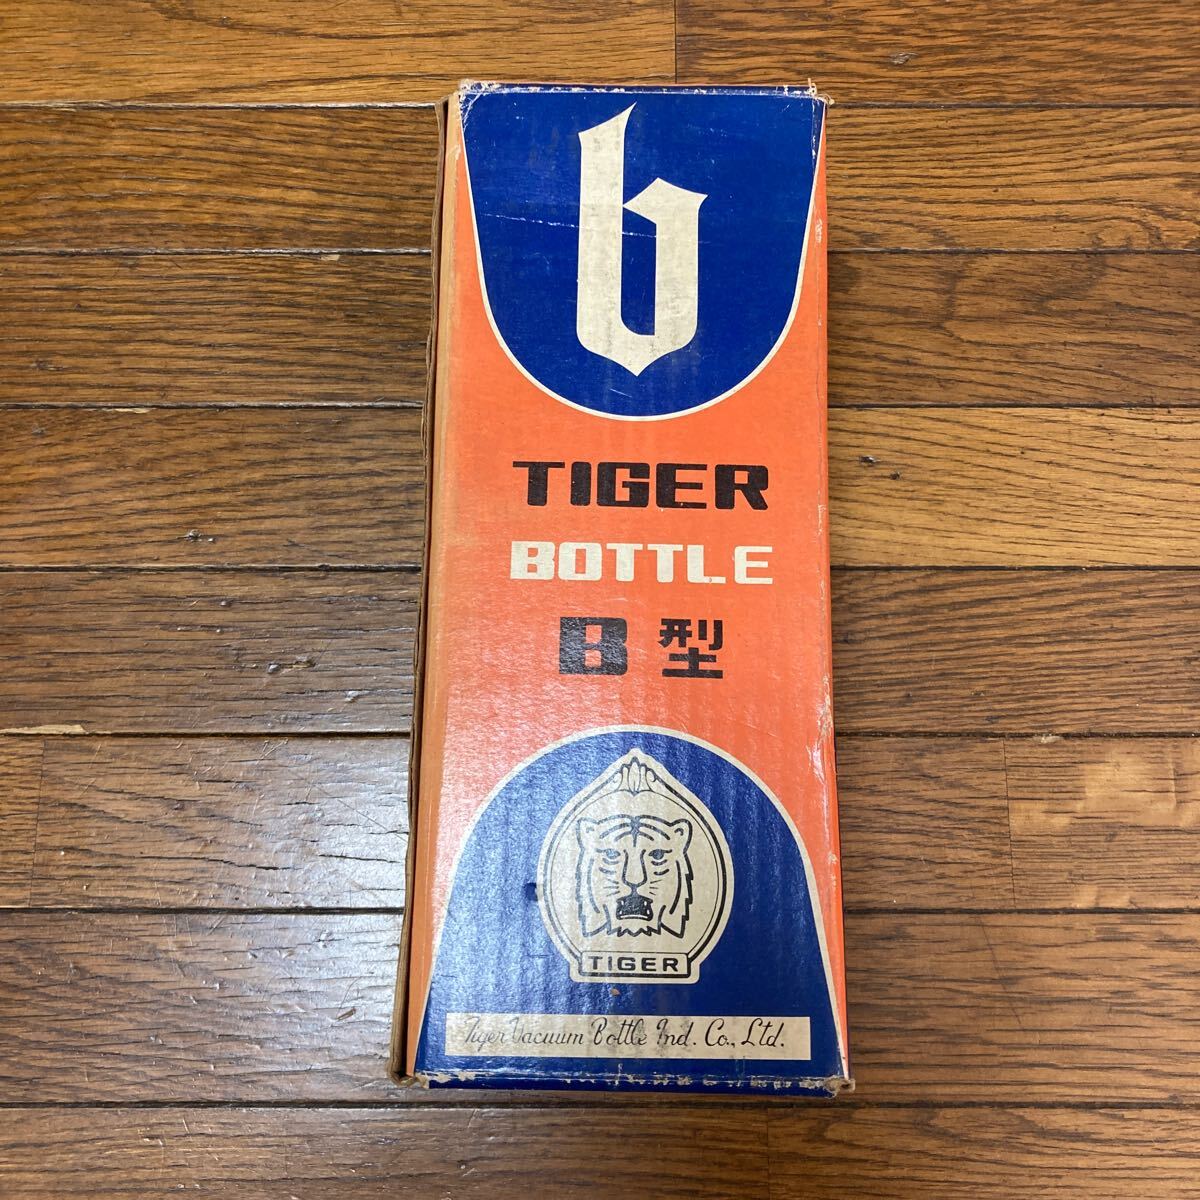 b
TIGER
BOTTLE
B型
TIGER
Tiger Vacuum Bottle Ind. Co., Ltd.